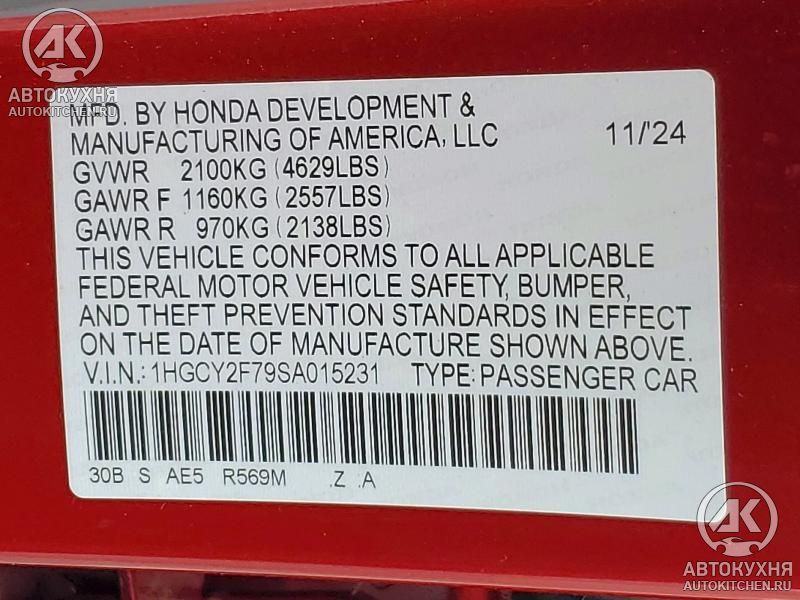 AK
АВТОКУХНЯ
AUTOKITCHEN.RU
MFD. BY HONDA DEVELOPMENT &
MANUFACTURING OF AMERICA, LLC 11/'24
GVWR 2100KG (4629LBS)
GAWR F 1160KG (2557LBS)
GAWR R 970KG (2138LBS)
THIS VEHICLE CONFORMS TO ALL APPLICABLE
FEDERAL MOTOR VEHICLE SAFETY, BUMPER,
AND THEFT PREVENTION STANDARDS IN EFFECT
ON THE DATE OF MANUFACTURE SHOWN ABOVE.
V.I.N.: 1HGCY2F79SA015231 TYPE: PASSENGER CAR
30B S AE5 R569M .Z .A
AK
АВТОКУХНЯ
AUTOKITCHEN.RU